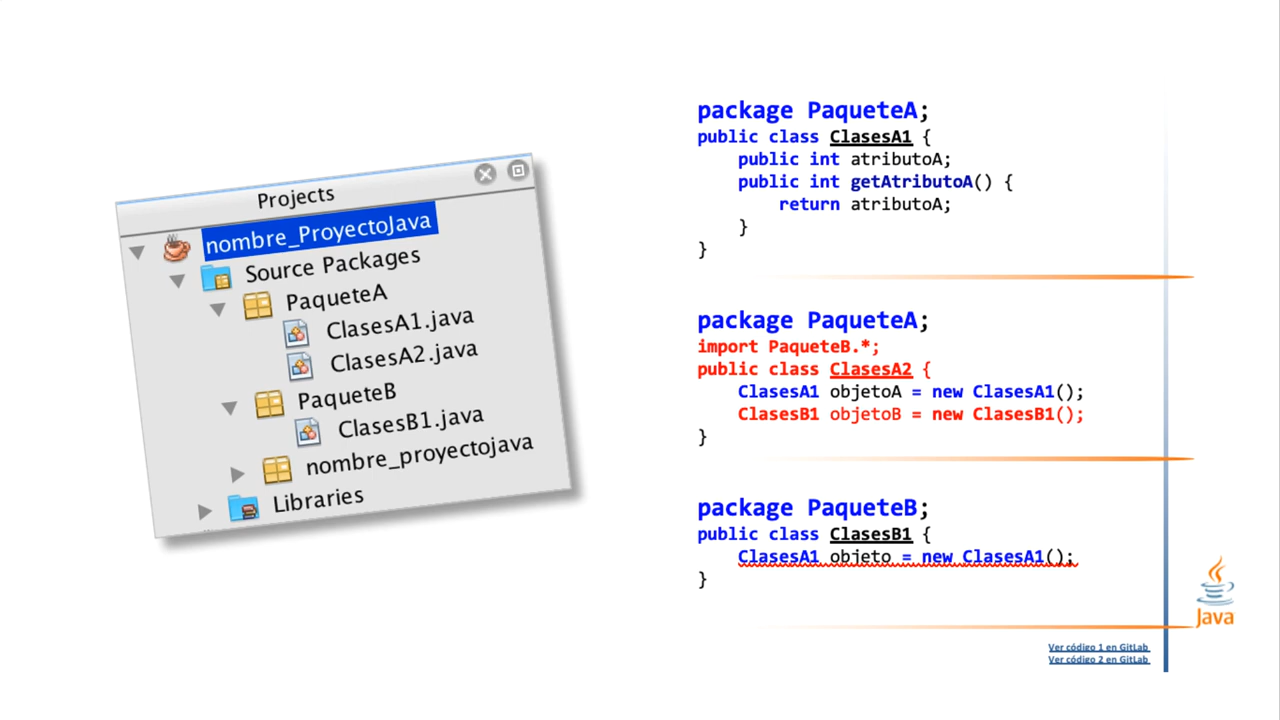 Projects
nombre_ProyectoJava
Source Packages
PaqueteA
ClasesA1.java
ClasesA2.java
PaqueteB
ClasesB1.java
nombre_proyectojava
Libraries
package PaqueteA;
public class ClasesA1 {
public int atributoA;
public int getAtributoA() {
return atributoA;
}
}
package PaqueteA;
import PaqueteB.*;
public class ClasesA2 {
ClasesA1 objetoA = new ClasesA1();
ClasesB1 objetoB = new ClasesB1();
}
package PaqueteB;
public class ClasesB1 {
ClasesA1 objeto = new ClasesA1();
}
Java
Ver código 1 en GitLab
Ver código 2 en GitLab